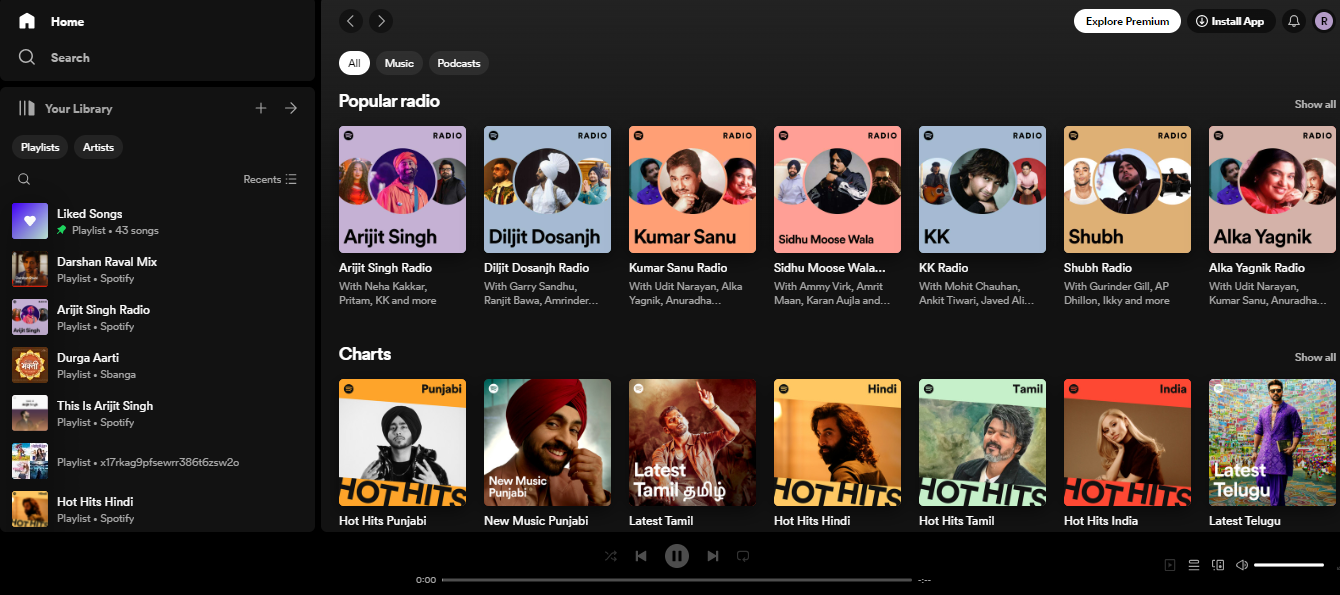 Home
Search
Your Library
Playlists
Artists
Recents
Liked Songs
Playlist • 43 songs
Darshan Raval Mix
Playlist • Spotify
Arijit Singh Radio
Playlist • Spotify
Durga Aarti
Playlist • Sbanga
This Is Arijit Singh
Playlist • Spotify
Playlist • x17rkag9pfsewrr386t6zsw2o
Hot Hits Hindi
Playlist • Spotify
Explore Premium
Install App
R
All
Music
Podcasts
Popular radio
Show all
RADIO
Arijit Singh
Arijit Singh Radio
With Neha Kakkar,
Pritam, KK and more
RADIO
Diljit Dosanjh
Diljit Dosanjh Radio
With Garry Sandhu,
Ranjit Bawa, Amrinder...
RADIO
Kumar Sanu
Kumar Sanu Radio
With Udit Narayan, Alka
Yagnik, Anuradha...
RADIO
Sidhu Moose Wala
Sidhu Moose Wala...
With Ammy Virk, Amrit
Maan, Karan Aujla and...
RADIO
KK
KK Radio
With Mohit Chauhan,
Ankit Tiwari, Javed Ali...
RADIO
Shubh
Shubh Radio
With Gurinder Gill, AP
Dhillon, Ikky and more
RADIO
Alka Yagnik
Alka Yagnik Radio
With Udit Narayan,
Kumar Sanu, Anuradha...
Charts
Show all
Punjabi
HOT HITS
Hot Hits Punjabi
New Music
Punjabi
New Music Punjabi
Latest
Tamil தமிழ்
Latest Tamil
Hindi
HOT HITS
Hot Hits Hindi
Tamil
HOT HITS
Hot Hits Tamil
India
HOT HITS
Hot Hits India
Latest
Telugu
Latest Telugu
0:00
-:--